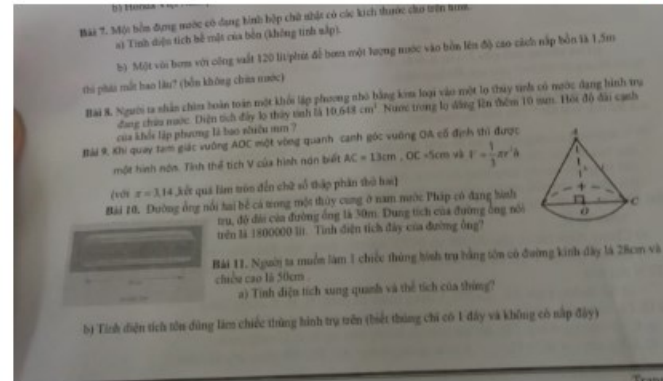 Bài 7. Một bồn đựng nước có dạng hình hộp chữ nhật có các kích thước cho trên
a) Tính diện tích bề mặt của bồn (không tính nắp).
b) Một vòi bơm với công suất 120 lít/phút để bơm một lượng nước vào bồn lên độ cao cách nắp bồn là 1,5m
thì phải mất bao lâu? (bồn không chứa nước)
Bài 8. Người ta nhấn chìm hoàn toàn một khối lập phương nhỏ bằng kim loại vào một lọ thủy tinh có nước dạng hình trụ
đang chứa nước. Diện tích đáy lọ thủy tinh là 10,648 cm² Nước trong lọ dâng lên thêm 10 mm. Hỏi độ dài cạnh
của khối lập phương là bao nhiêu mm ?
Bài 9. Khi quay tam giác vuông AOC một vòng quanh cạnh góc vuông OA cố định thì được
một hình nón. Tính thể tích V của hình nón biết AC = 13cm , OC =5cm và V = 1/3 πr²h
(với π = 3,14 ,kết quả làm tròn đến chữ số thập phân thứ hai)
A
C
O
Bài 10. Đường ống nối hai bể cá trong một thủy cung ở nam nước Pháp có dạng hình
trụ, độ dài của đường ống là 30m. Dung tích của đường ống nói
trên là 1800000 lít. Tính diện tích đáy của đường ống?
Bài 11. Người ta muốn làm 1 chiếc thùng hình trụ bằng tôn có đường kính đáy là 28cm và
chiều cao là 50cm .
a) Tính diện tích xung quanh và thể tích của thùng?
b) Tính diện tích tôn dùng làm chiếc thùng hình trụ trên (biết thùng chỉ có 1 đáy và không có nắp đậy)